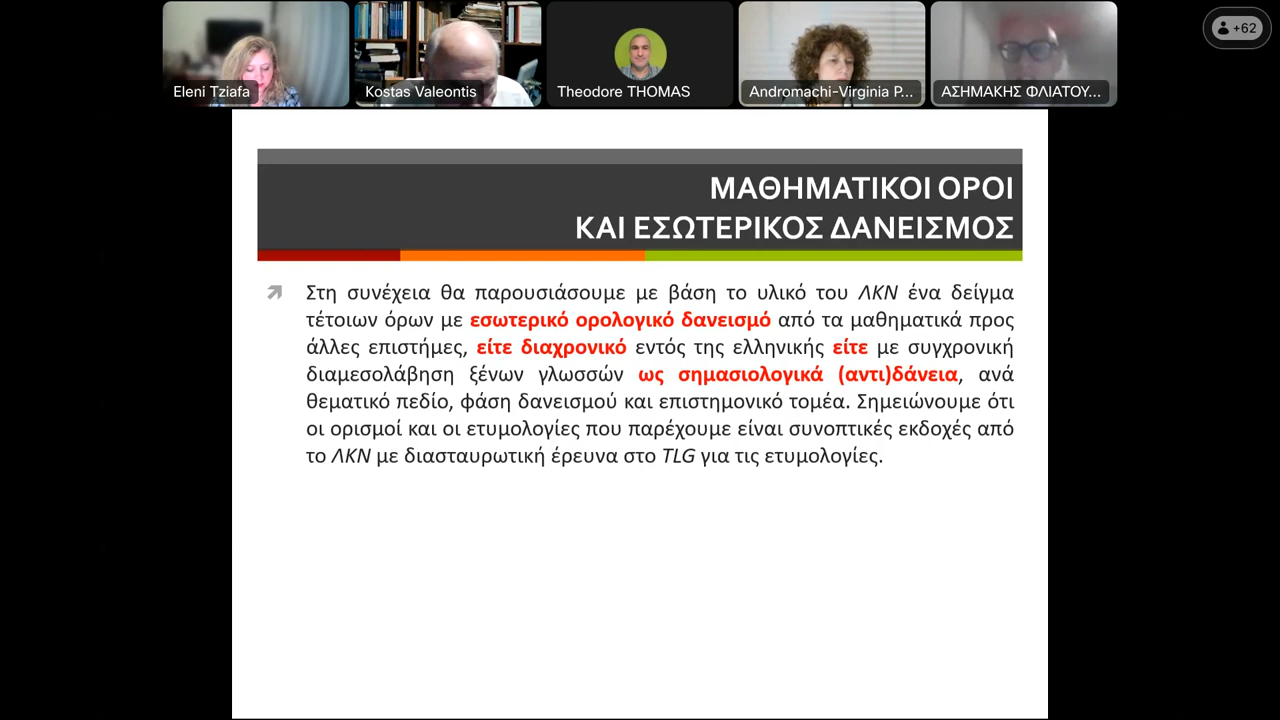 Eleni Tziafa
Kostas Valeontis
Theodore THOMAS
Andromachi-Virginia P...
ΑΣΗΜΑΚΗΣ ΦΛΙΑΤΟΥ...
+62
ΜΑΘΗΜΑΤΙΚΟΙ ΟΡΟΙ
ΚΑΙ ΕΣΩΤΕΡΙΚΟΣ ΔΑΝΕΙΣΜΟΣ
Στη συνέχεια θα παρουσιάσουμε με βάση το υλικό του ΛΚΝ ένα δείγμα
τέτοιων όρων με εσωτερικό ορολογικό δανεισμό από τα μαθηματικά προς
άλλες επιστήμες, είτε διαχρονικό εντός της ελληνικής είτε με συγχρονική
διαμεσολάβηση ξένων γλωσσών ως σημασιολογικά (αντι)δάνεια, ανά
θεματικό πεδίο, φάση δανεισμού και επιστημονικό τομέα. Σημειώνουμε ότι
οι ορισμοί και οι ετυμολογίες που παρέχουμε είναι συνοπτικές εκδοχές από
το ΛΚΝ με διασταυρωτική έρευνα στο TLG για τις ετυμολογίες.